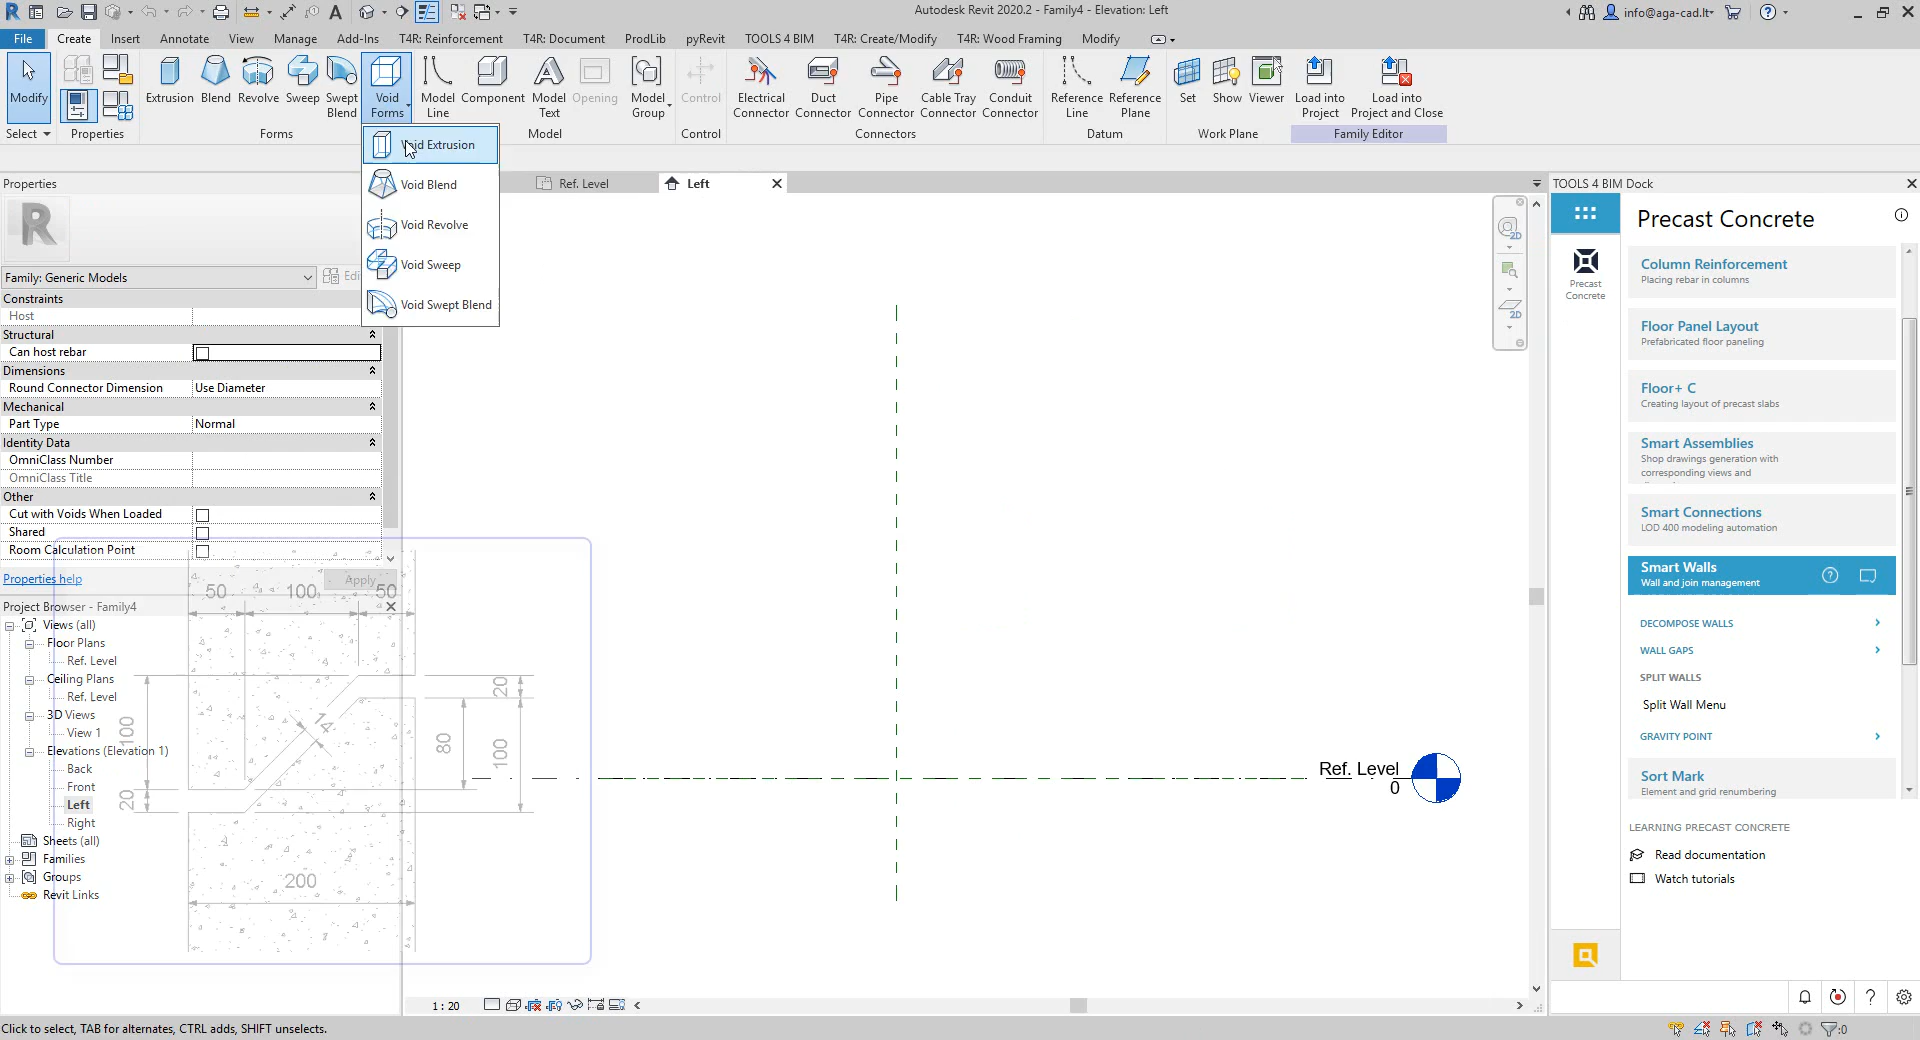 Autodesk Revit 2020.2 - Family4 - Elevation: Left
info@aga-cad.lt
File Create Insert Annotate View Manage Add-Ins T4R: Reinforcement T4R: Document ProdLib pyRevit TOOLS 4 BIM T4R: Create/Modify T4R: Wood Framing Modify
Modify Extrusion Blend Revolve Sweep Swept Blend Void Forms Model Line Component Model Text Opening Model Group Control Electrical Connector Duct Connector Pipe Connector Cable Tray Connector Conduit Connector Reference Line Reference Plane Set Show Viewer Load into Project Load into Project and Close
Select Properties Forms Model Control Connectors Datum Work Plane Family Editor
Void Extrusion
Void Blend
Void Revolve
Void Sweep
Void Swept Blend
Properties
Family: Generic Models
Constraints
Host
Structural
Can host rebar
Dimensions
Round Connector Dimension Use Diameter
Mechanical
Part Type Normal
Identity Data
OmniClass Number
OmniClass Title
Other
Cut with Voids When Loaded
Shared
Room Calculation Point
Properties help Apply
Project Browser - Family4
Views (all)
Floor Plans
Ref. Level
Ceiling Plans
Ref. Level
3D Views
View 1
Elevations (Elevation 1)
Back
Front
Left
Right
Sheets (all)
Families
Groups
Revit Links
50 100 50
20
14
100
80
100
20
200
Ref. Level Left
2D
2D
Ref. Level
0
1 : 20
TOOLS 4 BIM Dock
Precast Concrete
Precast Concrete
Column Reinforcement
Placing rebar in columns
Floor Panel Layout
Prefabricated floor paneling
Floor+ C
Creating layout of precast slabs
Smart Assemblies
Shop drawings generation with
corresponding views and
Smart Connections
LOD 400 modeling automation
Smart Walls
Wall and join management
DECOMPOSE WALLS
WALL GAPS
SPLIT WALLS
Split Wall Menu
GRAVITY POINT
Sort Mark
Element and grid renumbering
LEARNING PRECAST CONCRETE
Read documentation
Watch tutorials
Click to select, TAB for alternates, CTRL adds, SHIFT unselects.
:0